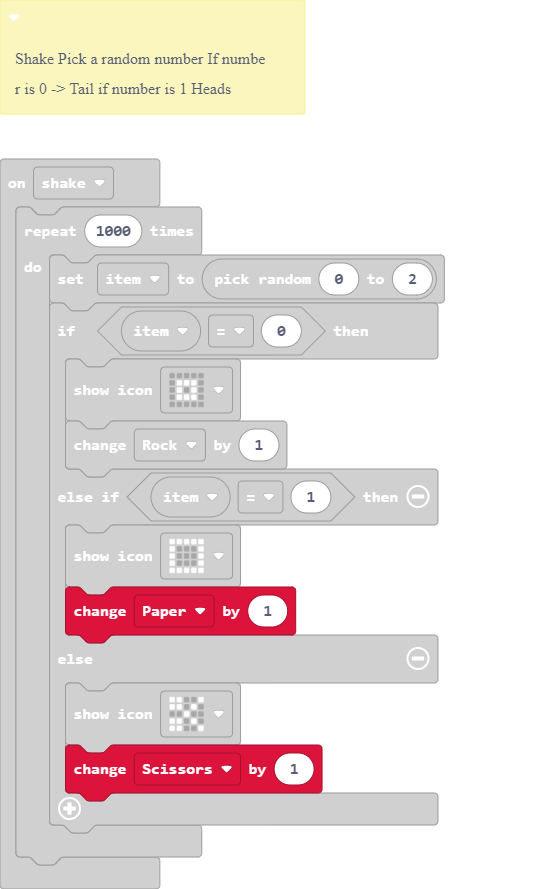 Shake Pick a random number If numbe
r is 0 -> Tail if number is 1 Heads
on shake
repeat 1000 times
do set item to pick random 0 to 2
if item = 0 then
show icon
change Rock by 1
else if item = 1 then
show icon
change Paper by 1
else
show icon
change Scissors by 1